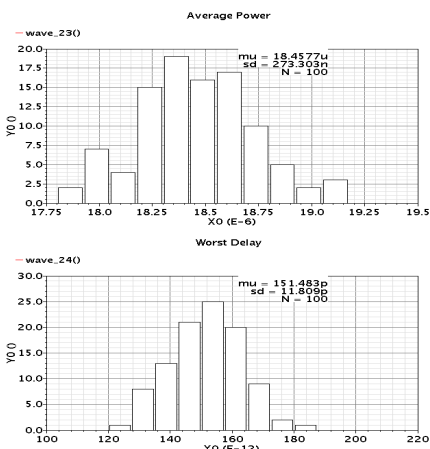 Average Power
wave_23()
mu = 18.4577u
sd = 273.303n
N = 100
Y0 ()
20.0
17.5
15.0
12.5
10.0
7.5
5.0
2.5
0.0
17.75 18.0 18.25 18.5 18.75 19.0 19.25 19.5
X0 (E-6)
Worst Delay
wave_24()
mu = 151.483p
sd = 11.809p
N = 100
Y0 ()
30.0
25.0
20.0
15.0
10.0
5.0
0.0
100 120 140 160 180 200 220
X0 (E-12)